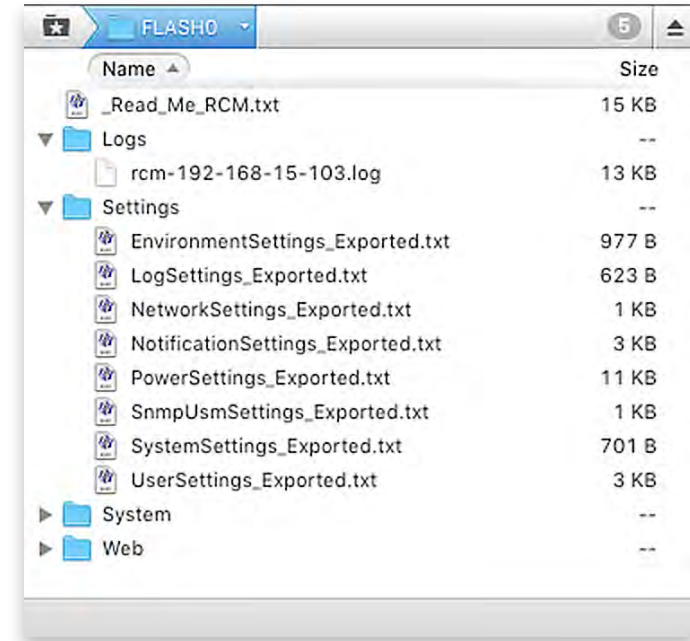 FLASH0 5
Name Size
_Read_Me_RCM.txt 15 KB
Logs --
rcm-192-168-15-103.log 13 KB
Settings --
EnvironmentSettings_Exported.txt 977 B
LogSettings_Exported.txt 623 B
NetworkSettings_Exported.txt 1 KB
NotificationSettings_Exported.txt 3 KB
PowerSettings_Exported.txt 11 KB
SnmpUsmSettings_Exported.txt 1 KB
SystemSettings_Exported.txt 701 B
UserSettings_Exported.txt 3 KB
System --
Web --